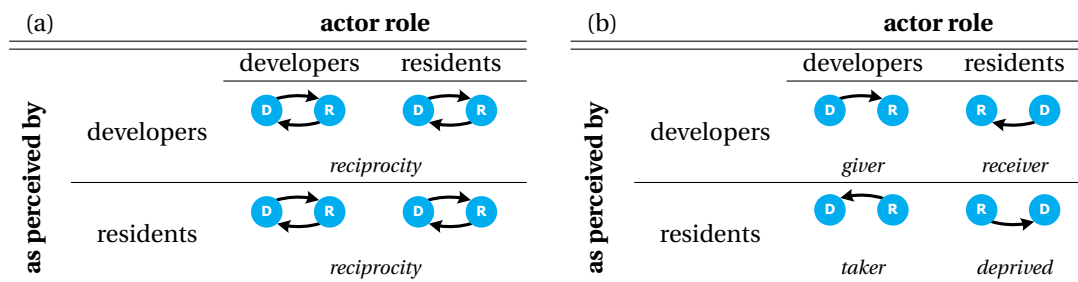 (a) actor role
developers residents
as perceived by
developers
D R D R
reciprocity
residents
D R D R
reciprocity
(b) actor role
developers residents
as perceived by
developers
D R R D
giver receiver
residents
D R R D
taker deprived